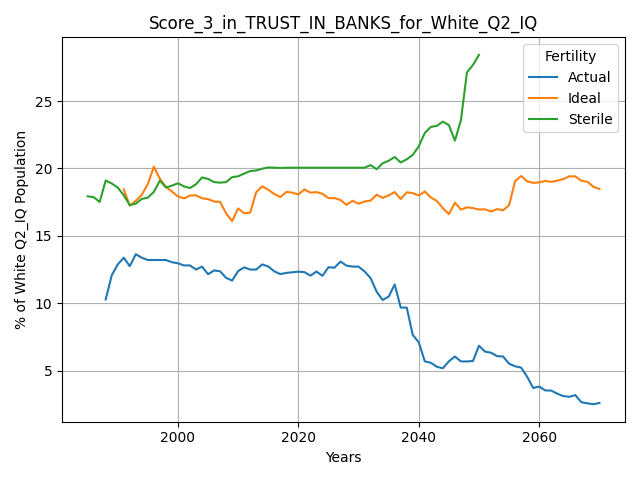 Score_3_in_TRUST_IN_BANKS_for_White_Q2_IQ
Fertility
Actual
Ideal
Sterile
% of White Q2_IQ Population
25
20
15
10
5
2000 2020 2040 2060
Years